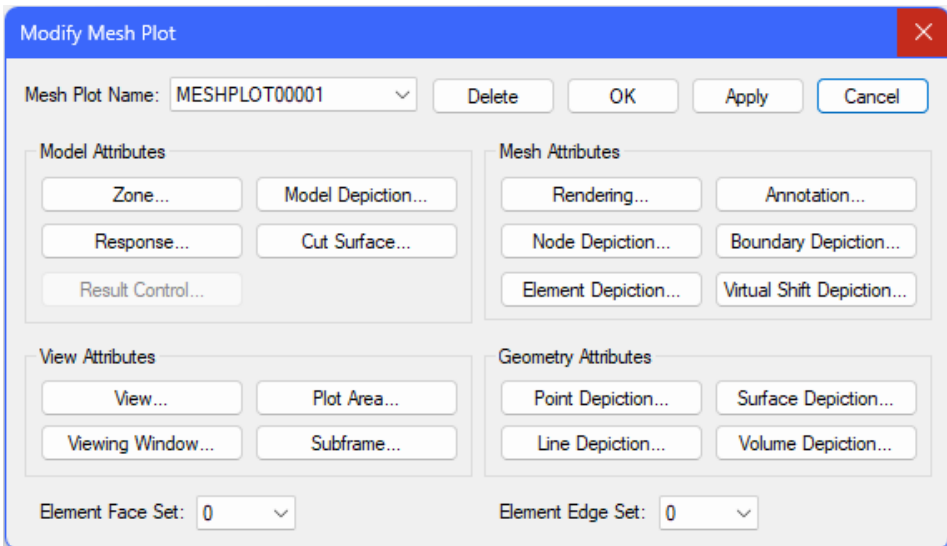 Modify Mesh Plot
Mesh Plot Name: MESHPLOT00001 Delete OK Apply Cancel
Model Attributes
Zone... Model Depiction...
Response... Cut Surface...
Result Control...
Mesh Attributes
Rendering... Annotation...
Node Depiction... Boundary Depiction...
Element Depiction... Virtual Shift Depiction...
View Attributes
View... Plot Area...
Viewing Window... Subframe...
Geometry Attributes
Point Depiction... Surface Depiction...
Line Depiction... Volume Depiction...
Element Face Set: 0 Element Edge Set: 0